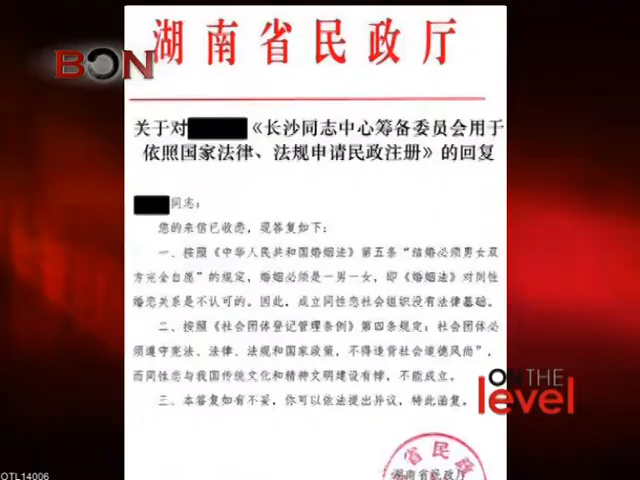 BON
湖南省民政厅
关于对
《长沙同志中心筹备委员会用于
依照国家法律、法规申请民政注册》的回复
同志：
您的来信已收悉，现答复如下：
一、按照《中华人民共和国婚姻法》第五条“结婚必须男女双
方完全自愿”的规定，婚姻必须是一男一女，即《婚姻法》对同性
婚恋关系是不认可的。因此，成立同性恋社会组织没有法律基础。
二、按照《社会团体登记管理条例》第四条规定：社会团体必
须遵守宪法、法律、法规和国家政策，不得违背社会道德风尚”，
而同性恋与我国传统文化和精神文明建设有悖，不能成立。
三、本答复如有不妥，你可以依法提出异议，特此函复。
ON THE
level
省民政
湖南省民政厅
OTL14006